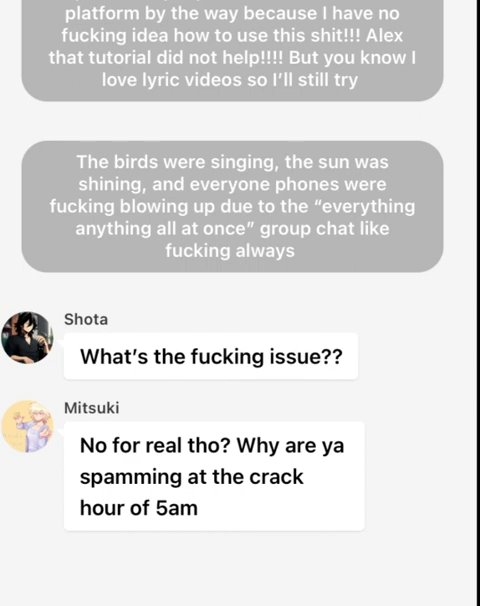 platform by the way because I have no
fucking idea how to use this shit!!! Alex
that tutorial did not help!!!! But you know I
love lyric videos so I'll still try
The birds were singing, the sun was
shining, and everyone phones were
fucking blowing up due to the “everything
anything all at once” group chat like
fucking always
Shota
What's the fucking issue??
Mitsuki
No for real tho? Why are ya
spamming at the crack
hour of 5am